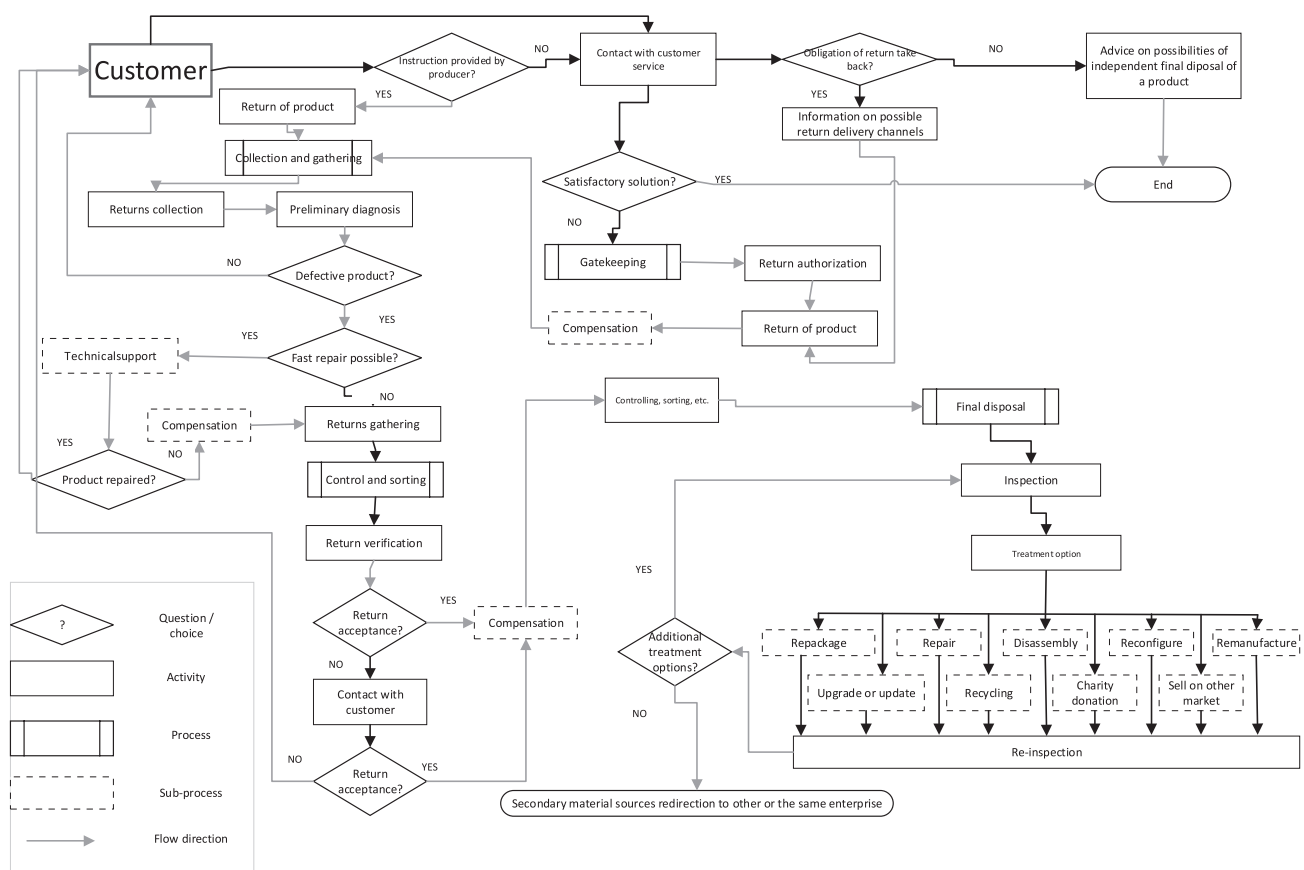 Customer
Instruction provided by
producer?
NO
Contact with customer
service
Obligation of return take
back?
NO
Advice on possibilities of
independent final diposal of
a product
YES
Return of product
YES
Information on possible
return delivery channels
Collection and gathering
Satisfactory solution?
YES
End
Returns collection
Preliminary diagnosis
NO
NO
Defective product?
Gatekeeping
Return authorization
YES
YES
Compensation
Return of product
Technicalsupport
Fast repair possible?
NO
Controlling, sorting, etc.
Final disposal
Compensation
Returns gathering
YES
NO
Product repaired?
Control and sorting
Inspection
Return verification
Treatment option
YES
YES
Return
acceptance?
Compensation
NO
Additional
treatment
options?
NO
Repackage
Repair
Disassembly
Reconfigure
Remanufacture
Upgrade or update
Recycling
Charity
donation
Sell on other
market
Contact with
customer
Re-inspection
NO
Return
acceptance?
YES
Secondary material sources redirection to other or the same enterprise
?
Question /
choice
Activity
Process
Sub-process
Flow direction